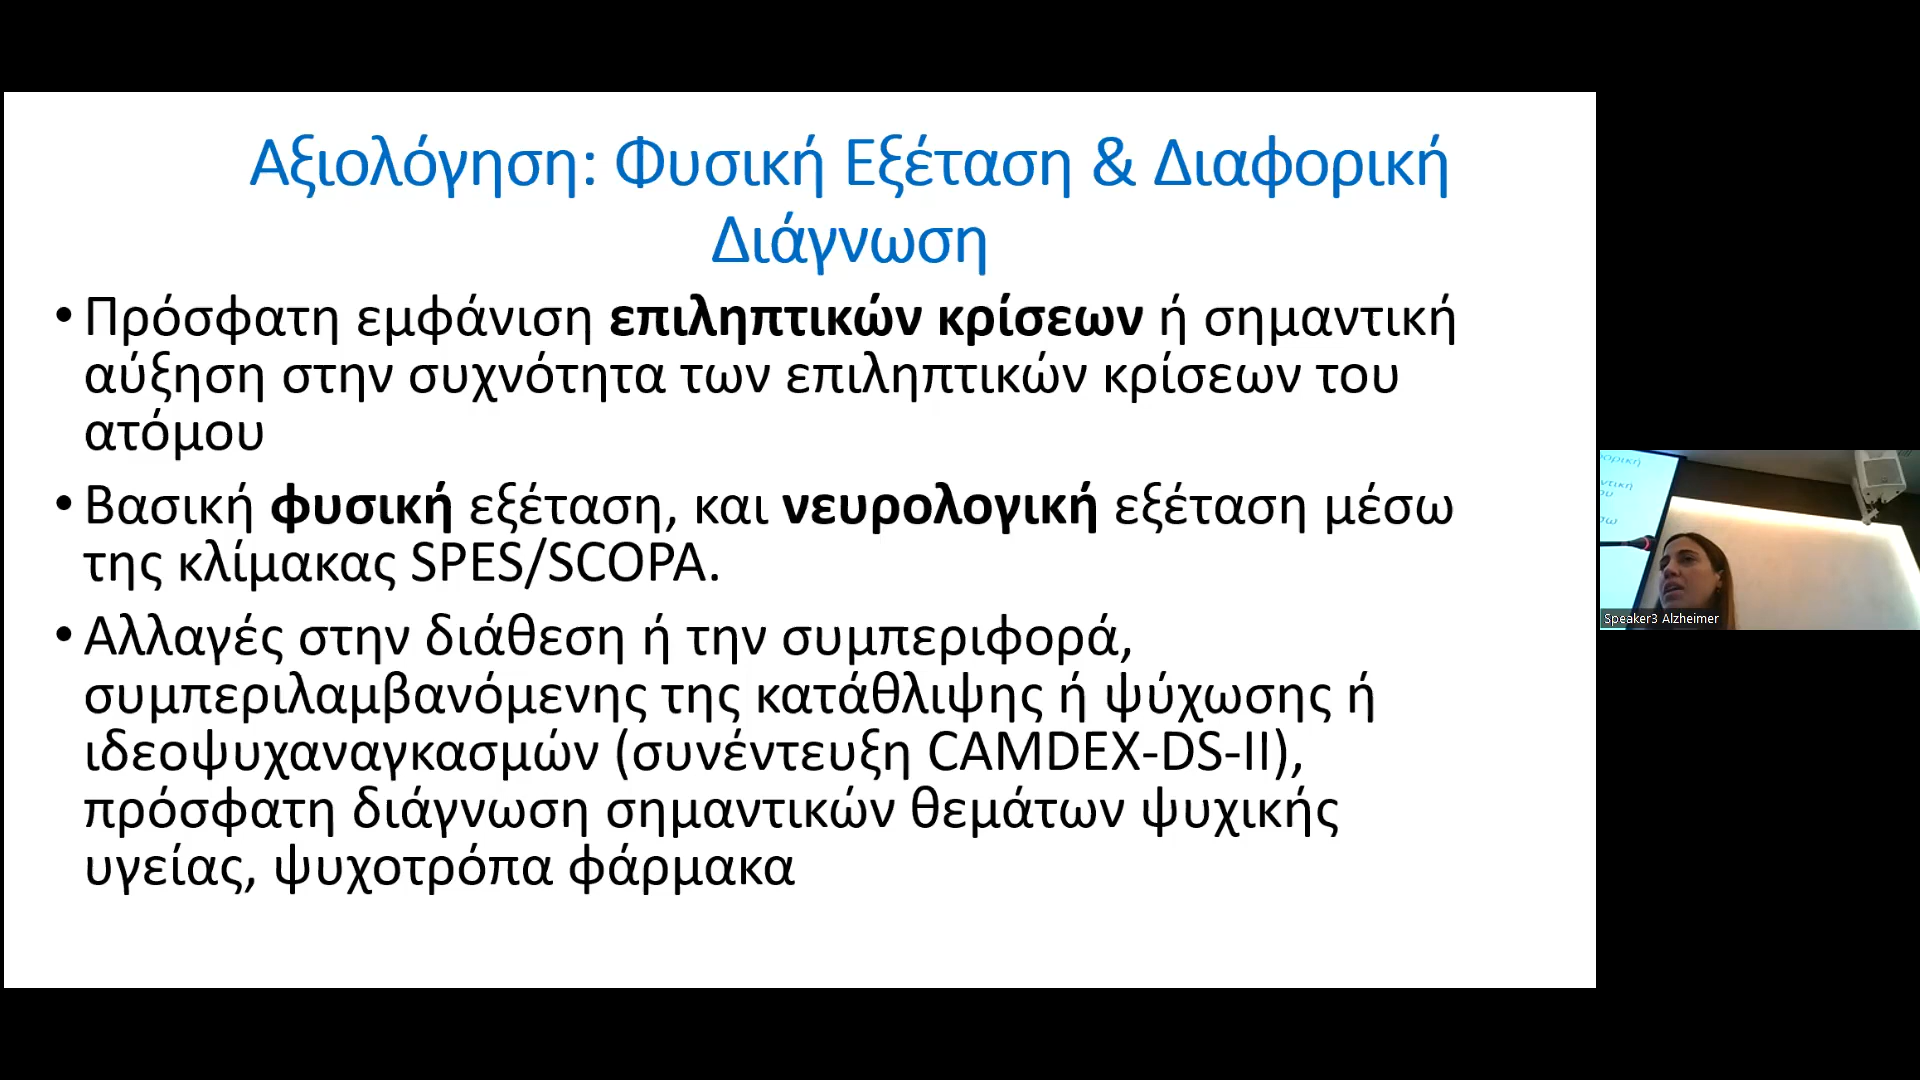 Αξιολόγηση: Φυσική Εξέταση & Διαφορική
Διάγνωση
• Πρόσφατη εμφάνιση επιληπτικών κρίσεων ή σημαντική
αύξηση στην συχνότητα των επιληπτικών κρίσεων του
ατόμου
• Βασική φυσική εξέταση, και νευρολογική εξέταση μέσω
της κλίμακας SPES/SCOPA.
• Αλλαγές στην διάθεση ή την συμπεριφορά,
συμπεριλαμβανόμενης της κατάθλιψης ή ψύχωσης ή
ιδεοψυχαναγκασμών (συνέντευξη CAMDEX-DS-II),
πρόσφατη διάγνωση σημαντικών θεμάτων ψυχικής
υγείας, ψυχοτρόπα φάρμακα
Speaker3 Alzheimer